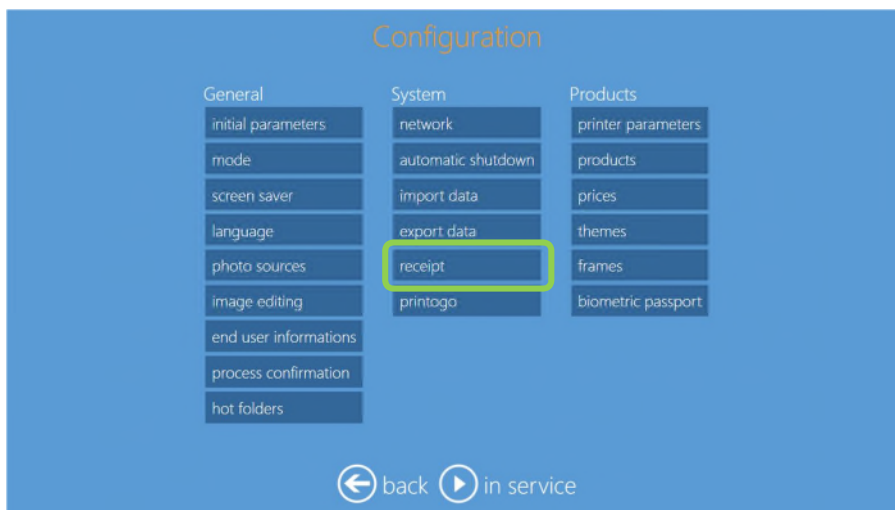 Configuration
General
initial parameters
mode
screen saver
language
photo sources
image editing
end user informations
process confirmation
hot folders
System
network
automatic shutdown
import data
export data
receipt
printogo
Products
printer parameters
products
prices
themes
frames
biometric passport
back in service